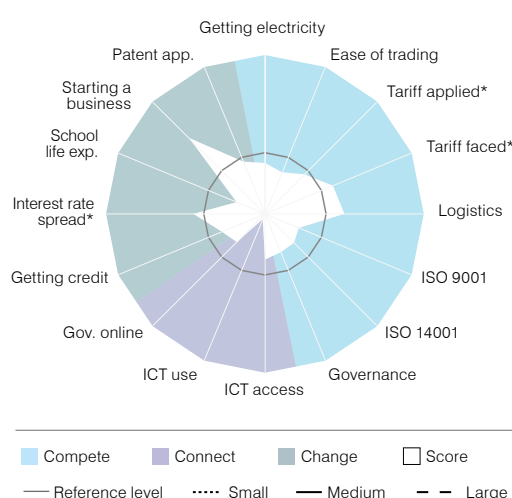 Getting electricity
Patent app.
Ease of trading
Starting a
business
Tariff applied*
School
life exp.
Tariff faced*
Interest rate
spread*
Logistics
Getting credit
ISO 9001
Gov. online
ISO 14001
ICT use
Governance
ICT access
Compete
Connect
Change
Score
Reference level
Small
Medium
Large